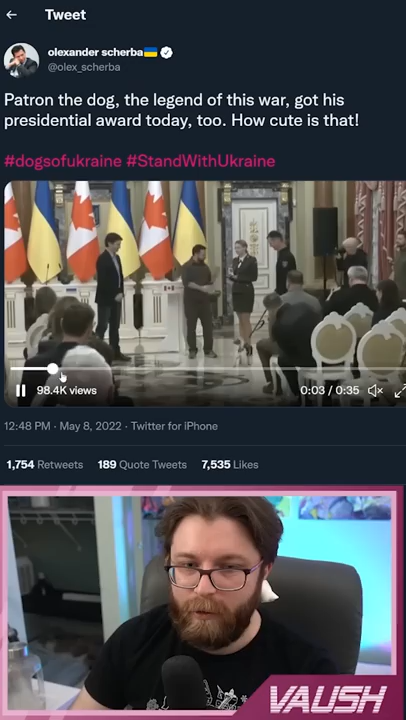 Tweet
olexander scherba🇺🇦
@olex_scherba
Patron the dog, the legend of this war, got his
presidential award today, too. How cute is that!
#dogsofukraine #StandWithUkraine
98.4K views
0:03 / 0:35
12:48 PM · May 8, 2022 · Twitter for iPhone
1,754 Retweets 189 Quote Tweets 7,535 Likes
VAUSH